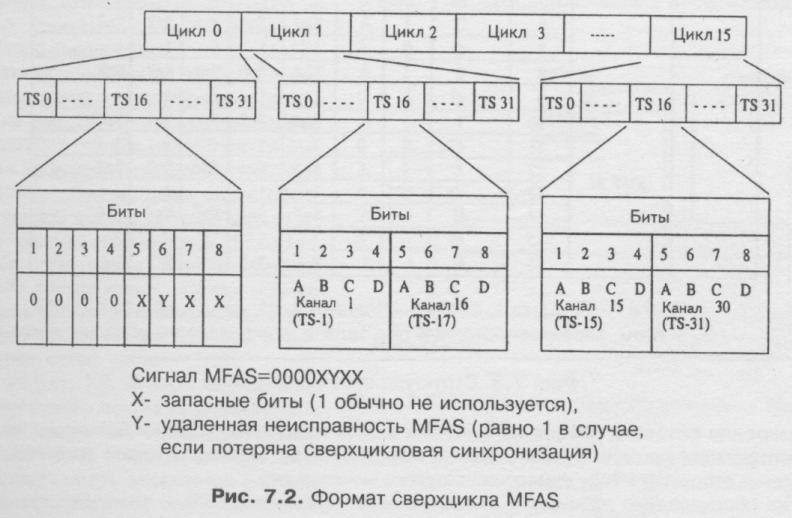 Цикл 0 Цикл 1 Цикл 2 Цикл 3 ----- Цикл 15
TS 0 ---- TS 16 ---- TS 31 TS 0 ---- TS 16 ---- TS 31 TS 0 ---- TS 16 ---- TS 31
Биты Биты Биты
1 2 3 4 5 6 7 8 1 2 3 4 5 6 7 8 1 2 3 4 5 6 7 8
0 0 0 0 X Y X X A B C D A B C D A B C D A B C D
Канал 1 Канал 16 Канал 15 Канал 30
(TS-1) (TS-17) (TS-15) (TS-31)
Сигнал MFAS=0000XYXX
X- запасные биты (1 обычно не используется),
Y- удаленная неисправность MFAS (равно 1 в случае,
если потеряна сверхцикловая синхронизация)
Рис. 7.2. Формат сверхцикла MFAS